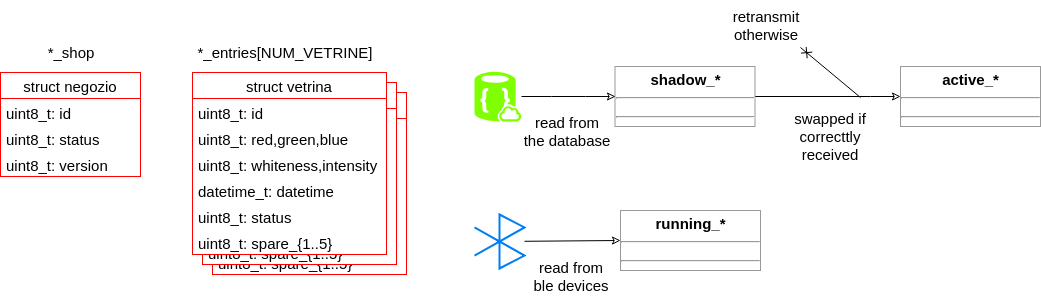 *_shop
struct negozio
uint8_t: id
uint8_t: status
uint8_t: version
*_entries[NUM_VETRINE]
struct vetrina
uint8_t: id
uint8_t: red,green,blue
uint8_t: whiteness,intensity
datetime_t: datetime
uint8_t: status
uint8_t: spare_{1..5}
uint8_t: spare_{1..5}
uint8_t: spare_{1..5}
{ }
read from
the database
shadow_*
retransmit
otherwise
swapped if
correcttly
received
active_*
read from
ble devices
running_*